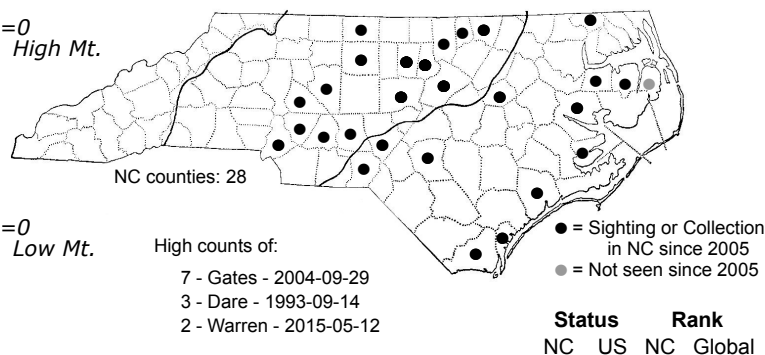 =0
High Mt.
NC counties: 28
=0
Low Mt.
High counts of:
7 - Gates - 2004-09-29
3 - Dare - 1993-09-14
2 - Warren - 2015-05-12
= Sighting or Collection
in NC since 2005
= Not seen since 2005
Status Rank
NC US NC Global